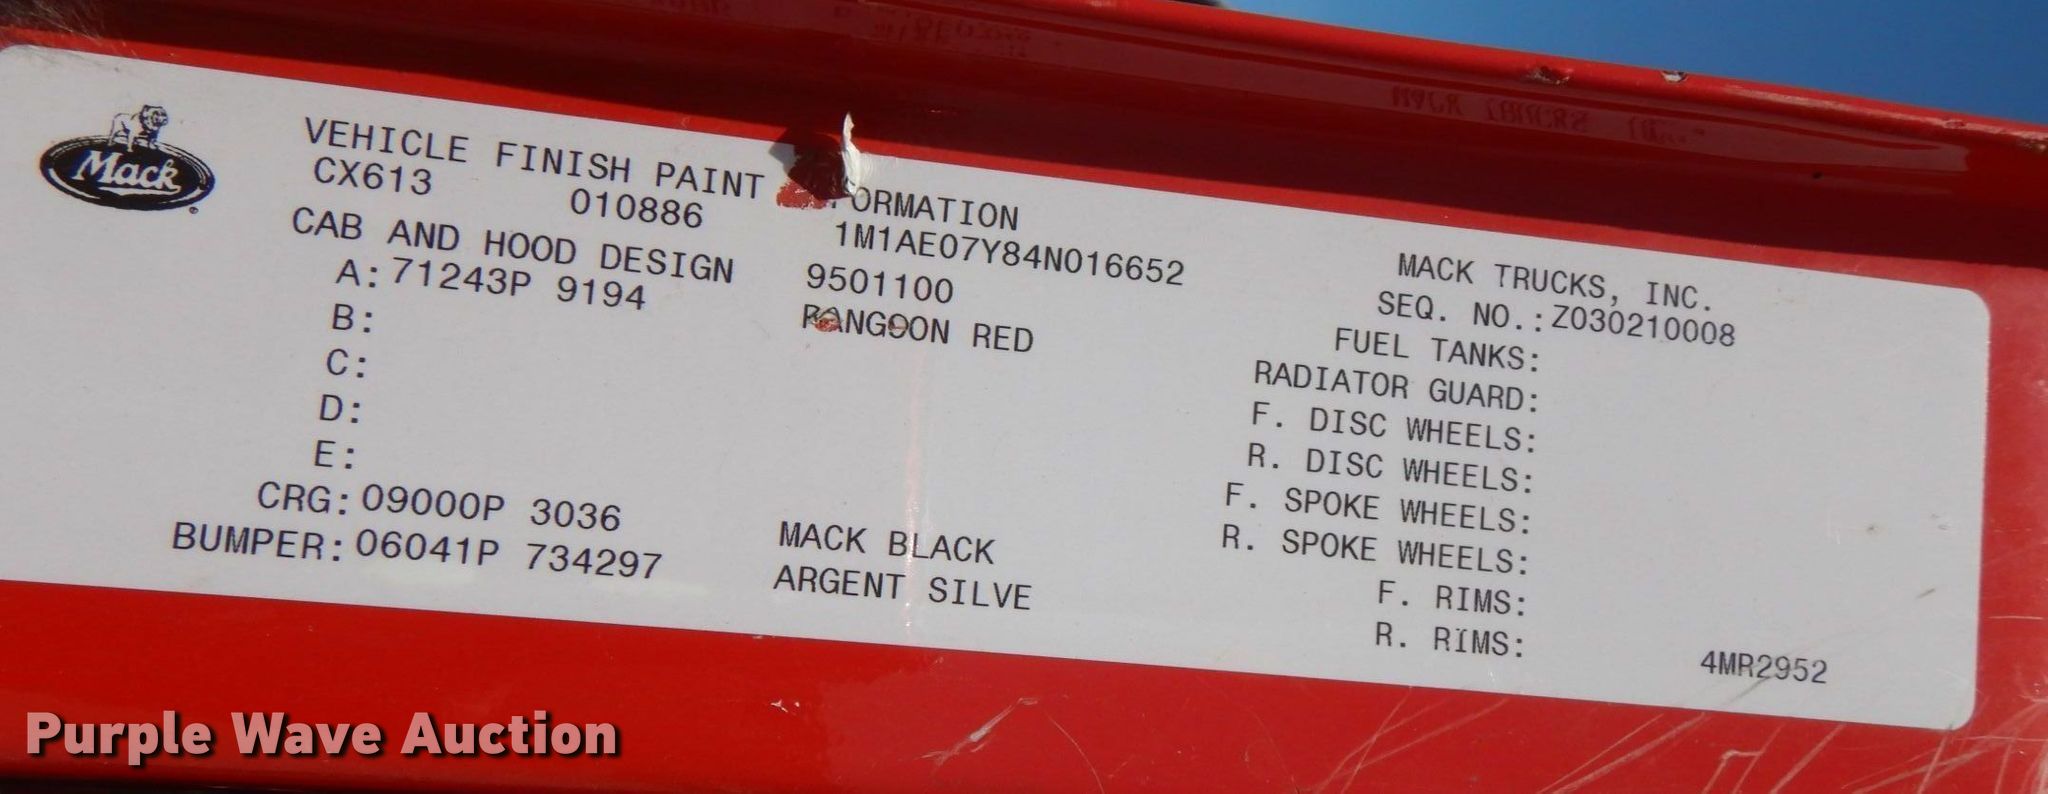 Mack
VEHICLE FINISH PAINT ORMATION
CX613 010886 1M1AE07Y84N016652
CAB AND HOOD DESIGN 9501100
A: 71243P 9194 RANGOON RED
B:
C:
D:
E:
CRG: 09000P 3036 MACK BLACK
BUMPER: 06041P 734297 ARGENT SILVE
MACK TRUCKS, INC.
SEQ. NO.: Z030210008
FUEL TANKS:
RADIATOR GUARD:
F. DISC WHEELS:
R. DISC WHEELS:
F. SPOKE WHEELS:
R. SPOKE WHEELS:
F. RIMS:
R. RIMS:
4MR2952
Purple Wave Auction